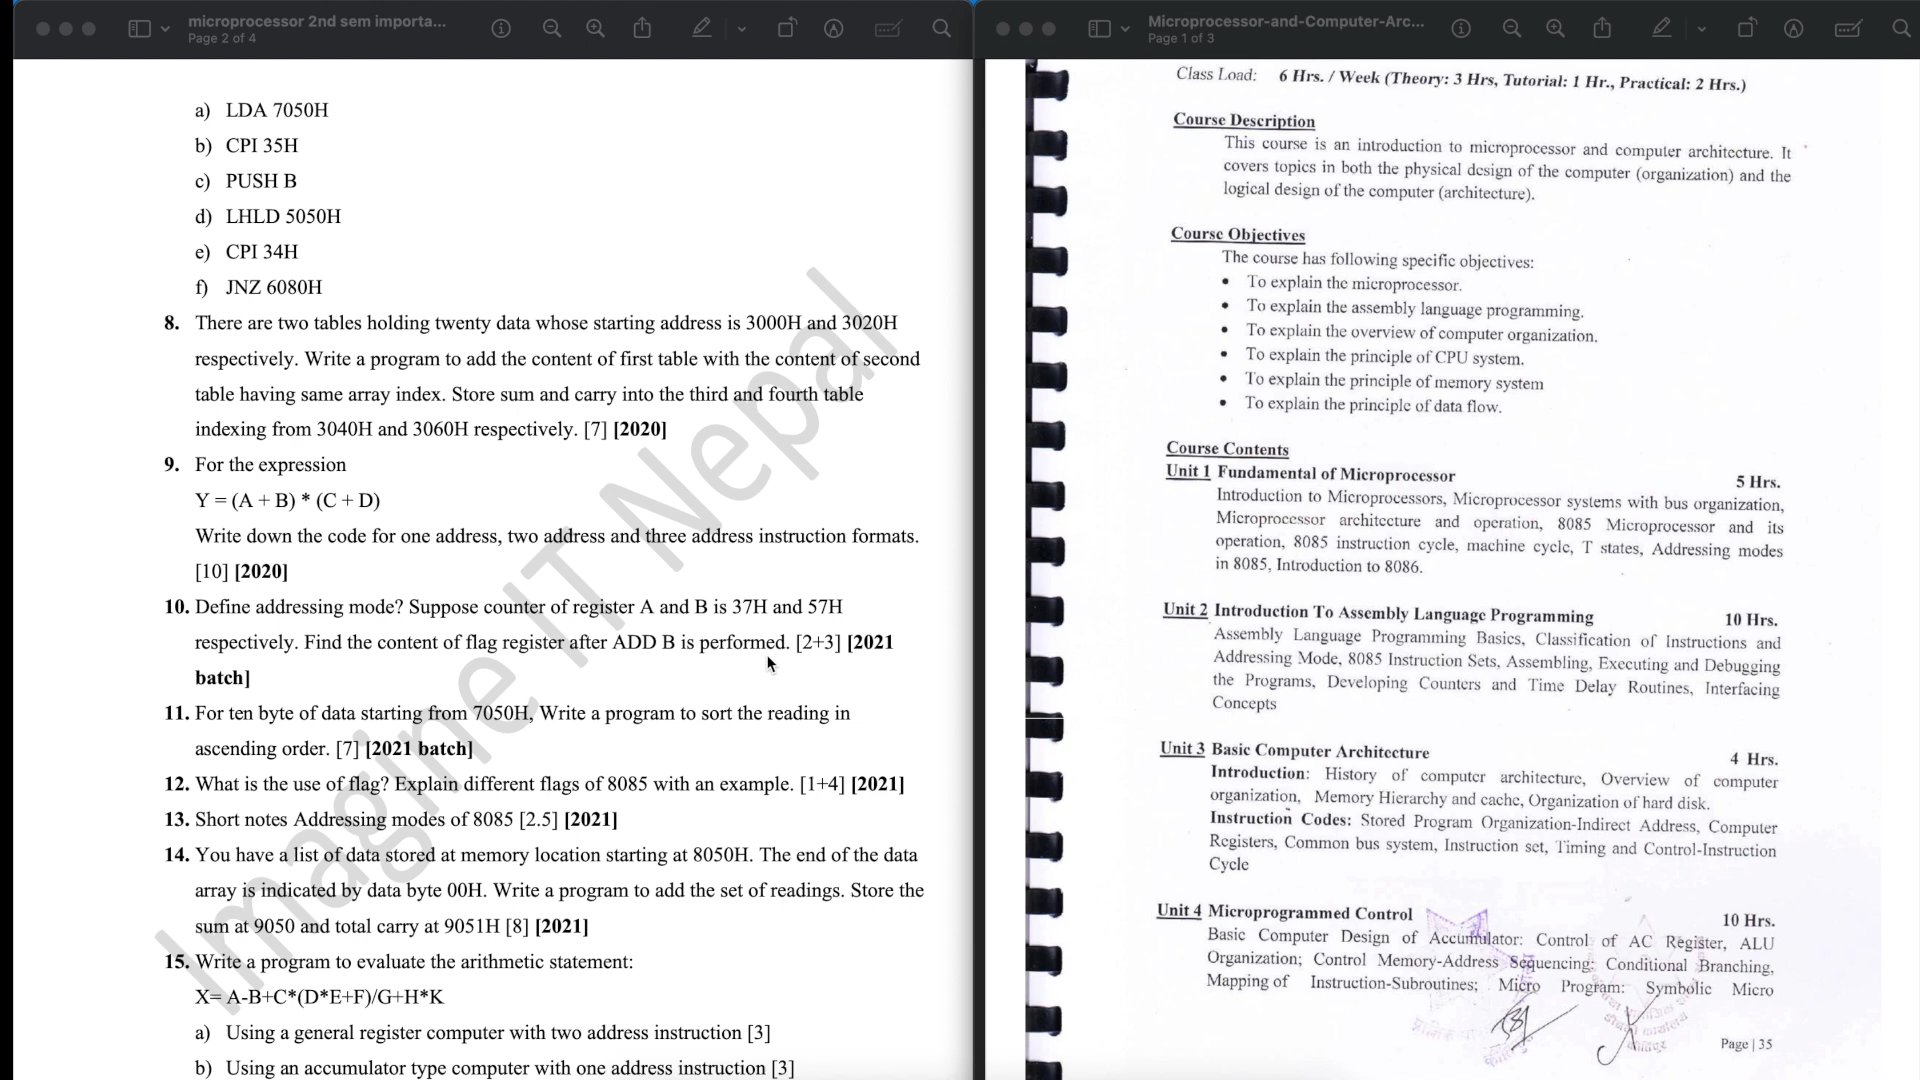 microprocessor 2nd sem importa...
Page 2 of 4
a) LDA 7050H
b) CPI 35H
c) PUSH B
d) LHLD 5050H
e) CPI 34H
f) JNZ 6080H
8. There are two tables holding twenty data whose starting address is 3000H and 3020H
respectively. Write a program to add the content of first table with the content of second
table having same array index. Store sum and carry into the third and fourth table
indexing from 3040H and 3060H respectively. [7] [2020]
9. For the expression
Y = (A + B) * (C + D)
Write down the code for one address, two address and three address instruction formats.
[10] [2020]
10. Define addressing mode? Suppose counter of register A and B is 37H and 57H
respectively. Find the content of flag register after ADD B is performed. [2+3] [2021
batch]
11. For ten byte of data starting from 7050H, Write a program to sort the reading in
ascending order. [7] [2021 batch]
12. What is the use of flag? Explain different flags of 8085 with an example. [1+4] [2021]
13. Short notes Addressing modes of 8085 [2.5] [2021]
14. You have a list of data stored at memory location starting at 8050H. The end of the data
array is indicated by data byte 00H. Write a program to add the set of readings. Store the
sum at 9050 and total carry at 9051H [8] [2021]
15. Write a program to evaluate the arithmetic statement:
X= A-B+C*(D*E+F)/G+H*K
a) Using a general register computer with two address instruction [3]
b) Using an accumulator type computer with one address instruction [3]
Imagine IT Nepal
Microprocessor-and-Computer-Arc...
Page 1 of 3
Class Load: 6 Hrs. / Week (Theory: 3 Hrs, Tutorial: 1 Hr., Practical: 2 Hrs.)
Course Description
This course is an introduction to microprocessor and computer architecture. It
covers topics in both the physical design of the computer (organization) and the
logical design of the computer (architecture).
Course Objectives
The course has following specific objectives:
• To explain the microprocessor.
• To explain the assembly language programming.
• To explain the overview of computer organization.
• To explain the principle of CPU system.
• To explain the principle of memory system
• To explain the principle of data flow.
Course Contents
Unit 1 Fundamental of Microprocessor 5 Hrs.
Introduction to Microprocessors, Microprocessor systems with bus organization,
Microprocessor architecture and operation, 8085 Microprocessor and its
operation, 8085 instruction cycle, machine cycle, T states, Addressing modes
in 8085, Introduction to 8086.
Unit 2 Introduction To Assembly Language Programming 10 Hrs.
Assembly Language Programming Basics, Classification of Instructions and
Addressing Mode, 8085 Instruction Sets, Assembling, Executing and Debugging
the Programs, Developing Counters and Time Delay Routines, Interfacing
Concepts
Unit 3 Basic Computer Architecture 4 Hrs.
Introduction: History of computer architecture, Overview of computer
organization, Memory Hierarchy and cache, Organization of hard disk.
Instruction Codes: Stored Program Organization-Indirect Address, Computer
Registers, Common bus system, Instruction set, Timing and Control-Instruction
Cycle
Unit 4 Microprogrammed Control 10 Hrs.
Basic Computer Design of Accumulator: Control of AC Register, ALU
Organization; Control Memory-Address Sequencing: Conditional Branching,
Mapping of Instruction-Subroutines; Micro Program: Symbolic Micro
Page | 35